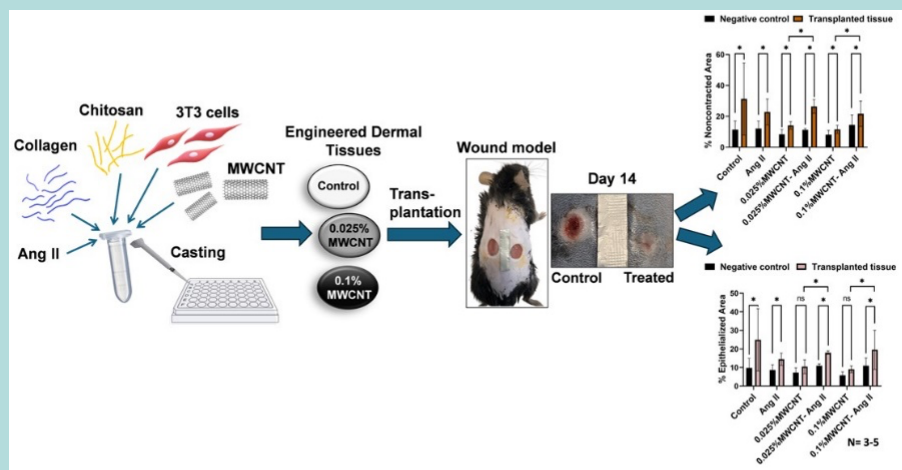 Collagen
Chitosan
3T3 cells
MWCNT
Ang II
Casting
Engineered Dermal
Tissues
Control
0.025%
MWCNT
0.1%
MWCNT
Trans-
plantation
Wound model
Day 14
Control
Treated
Negative control
Transplanted tissue
% Noncontracted Area
60
40
20
0
*
*
*
*
*
*
*
*
Control
Ang II
0.025%MWCNT
0.025%MWCNT- Ang II
0.1%MWCNT
0.1%MWCNT- Ang II
Negative control
Transplanted tissue
% Epithelialized Area
50
40
30
20
10
0
*
*
ns
*
*
ns
*
*
Control
Ang II
0.025%MWCNT
0.025%MWCNT- Ang II
0.1%MWCNT
0.1%MWCNT- Ang II
N= 3-5